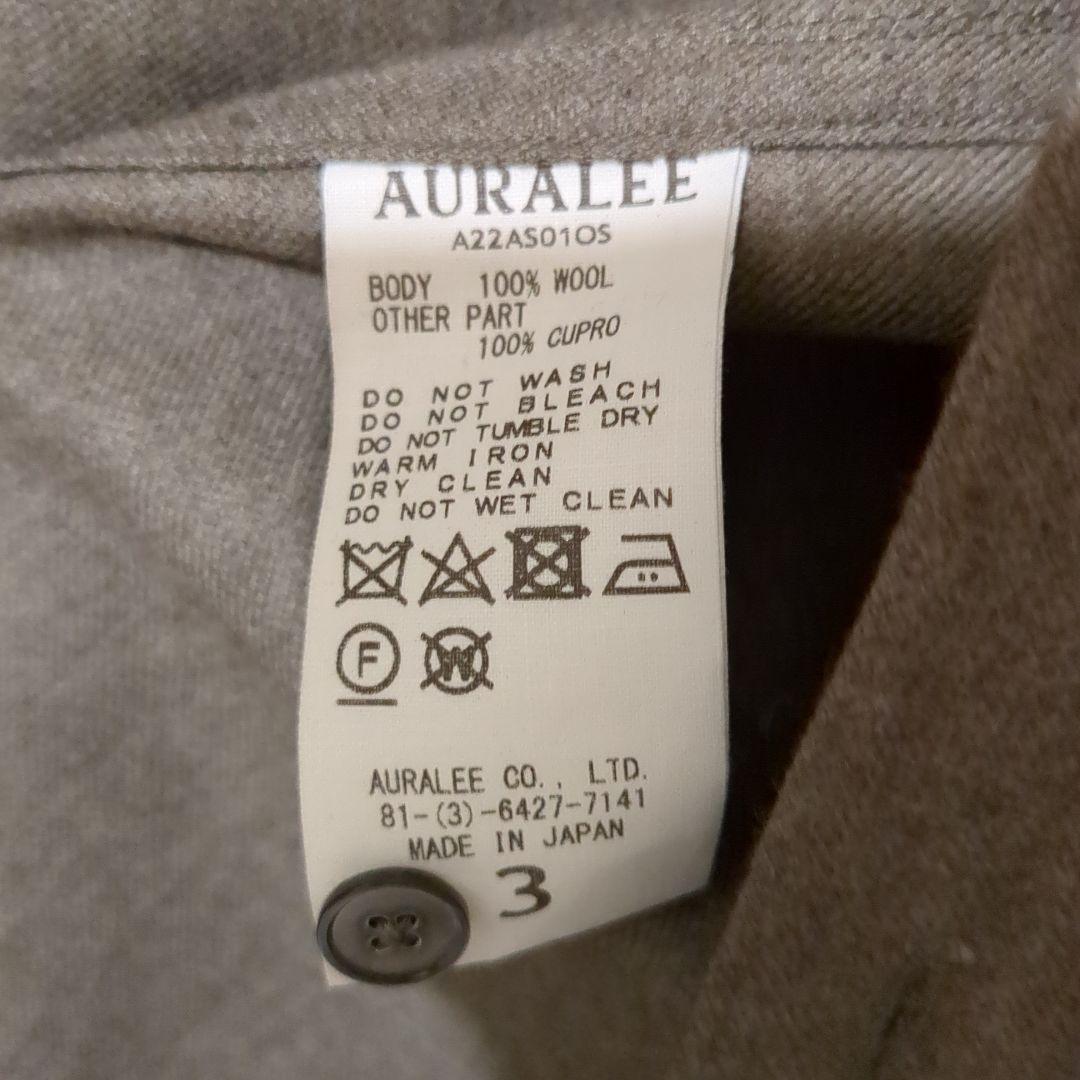 AURALEE
A22AS01OS
BODY 100% WOOL
OTHER PART
100% CUPRO
DO NOT WASH
DO NOT BLEACH
DO NOT TUMBLE DRY
WARM IRON
DRY CLEAN
DO NOT WET CLEAN
F W
AURALEE CO., LTD.
81-(3)-6427-7141
MADE IN JAPAN
3